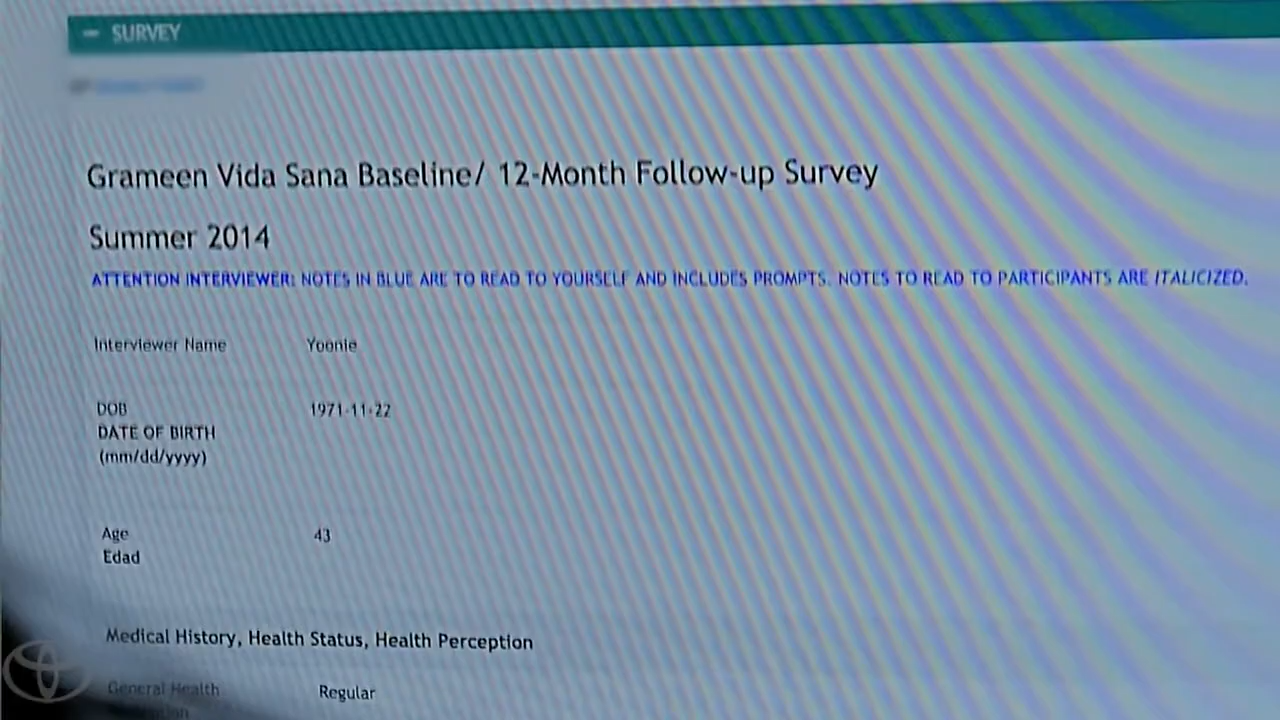 − SURVEY
Grameen Vida Sana Baseline/ 12-Month Follow-up Survey
Summer 2014
ATTENTION INTERVIEWER: NOTES IN BLUE ARE TO READ TO YOURSELF AND INCLUDES PROMPTS. NOTES TO READ TO PARTICIPANTS ARE ITALICIZED.
Interviewer Name Yoonie
DOB 1971-11-22
DATE OF BIRTH
(mm/dd/yyyy)
Age 43
Edad
Medical History, Health Status, Health Perception
General Health Regular